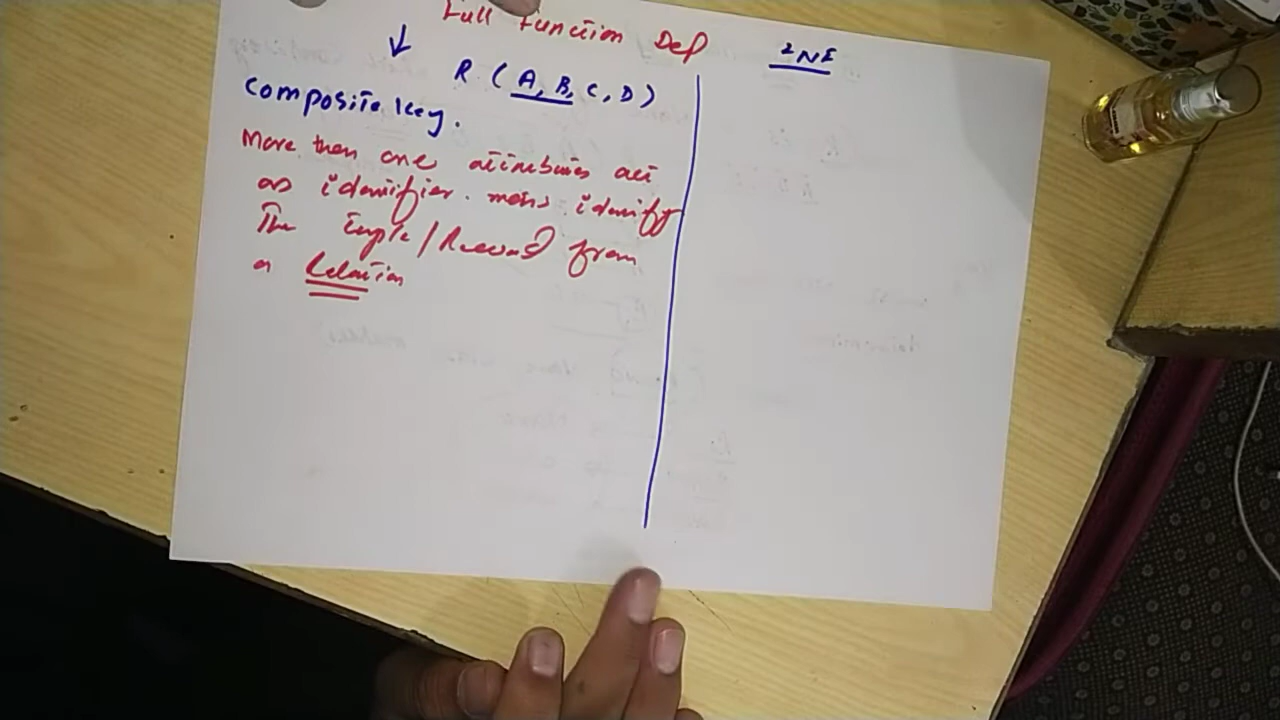 Full Function Dep
2NF
R (A, B, C, D)
Composite key.
More then one attributes act
as identifier. means identify
The Tuple/Record from
a Relation